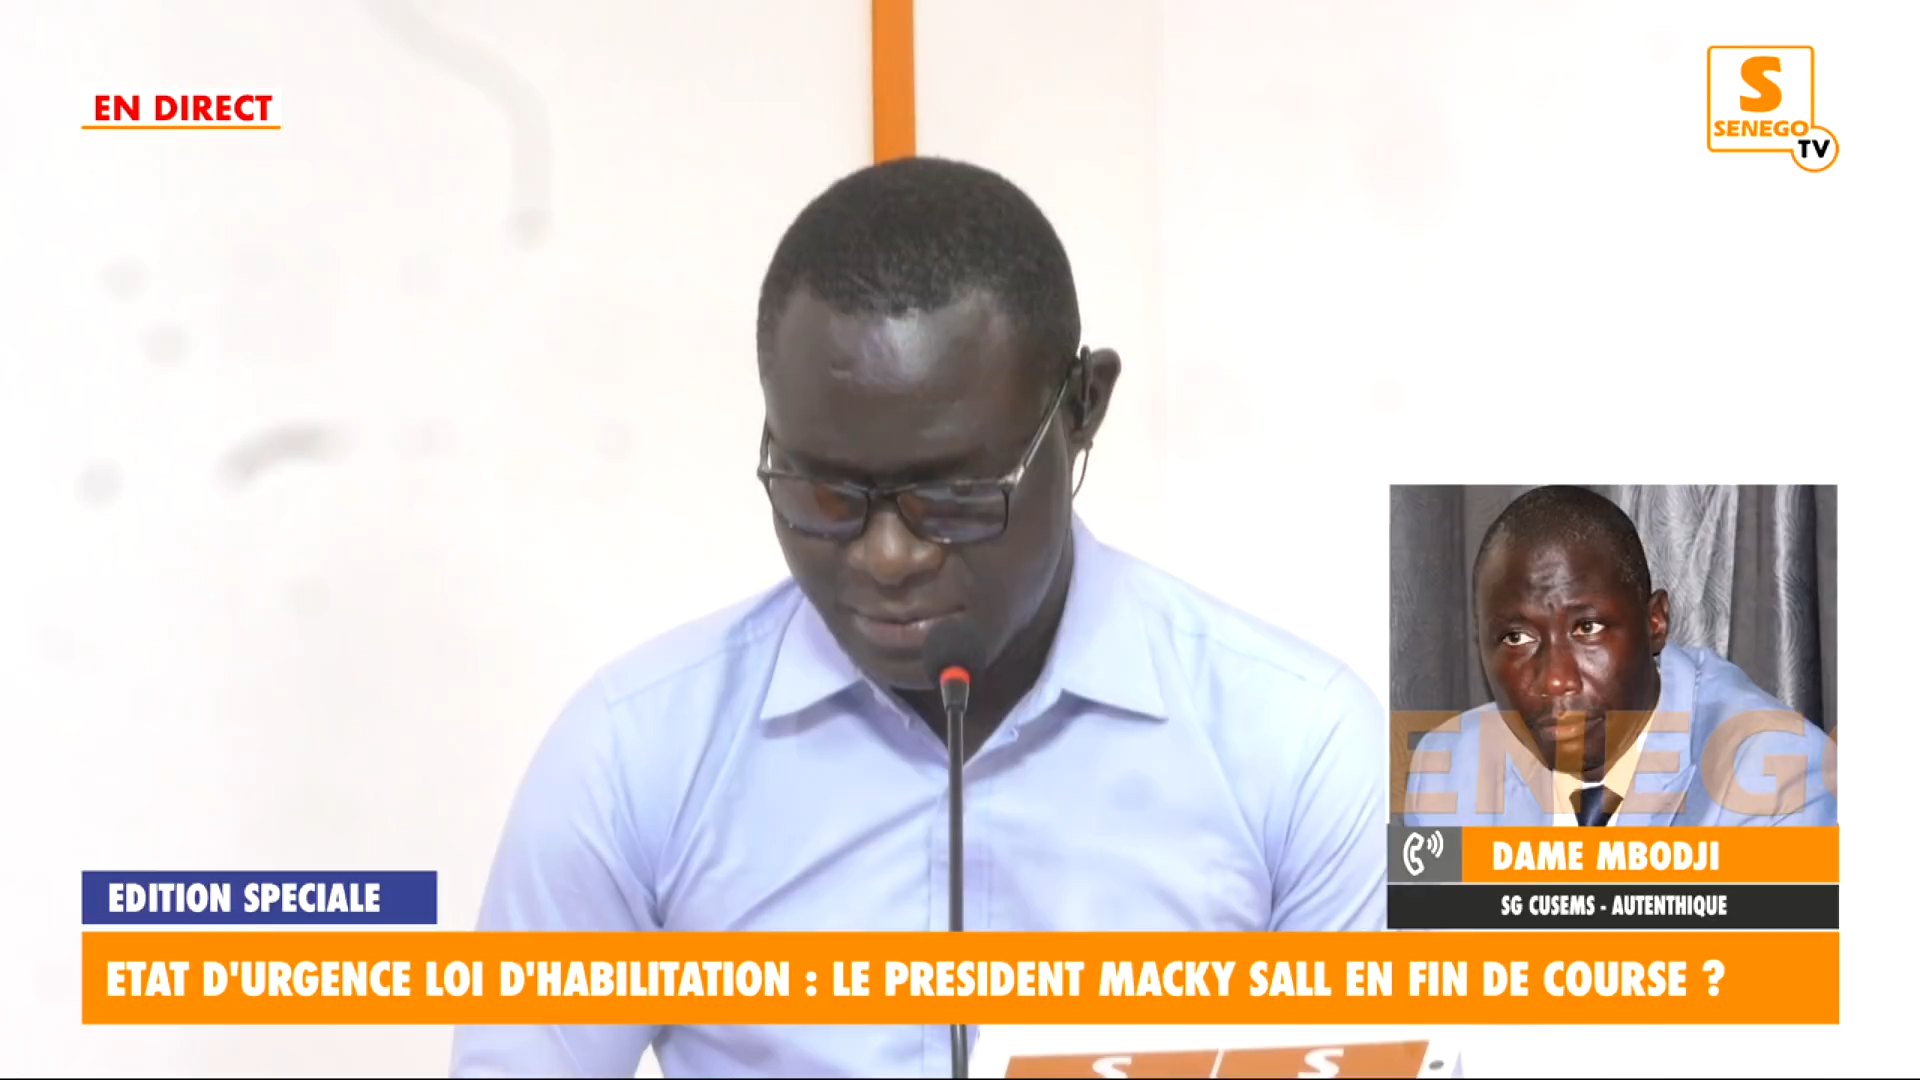 EN DIRECT
S
SENEGO
TV
ENEGO
DAME MBODJI
SG CUSEMS - AUTENTHIQUE
EDITION SPECIALE
ETAT D'URGENCE LOI D'HABILITATION : LE PRESIDENT MACKY SALL EN FIN DE COURSE ?
S S